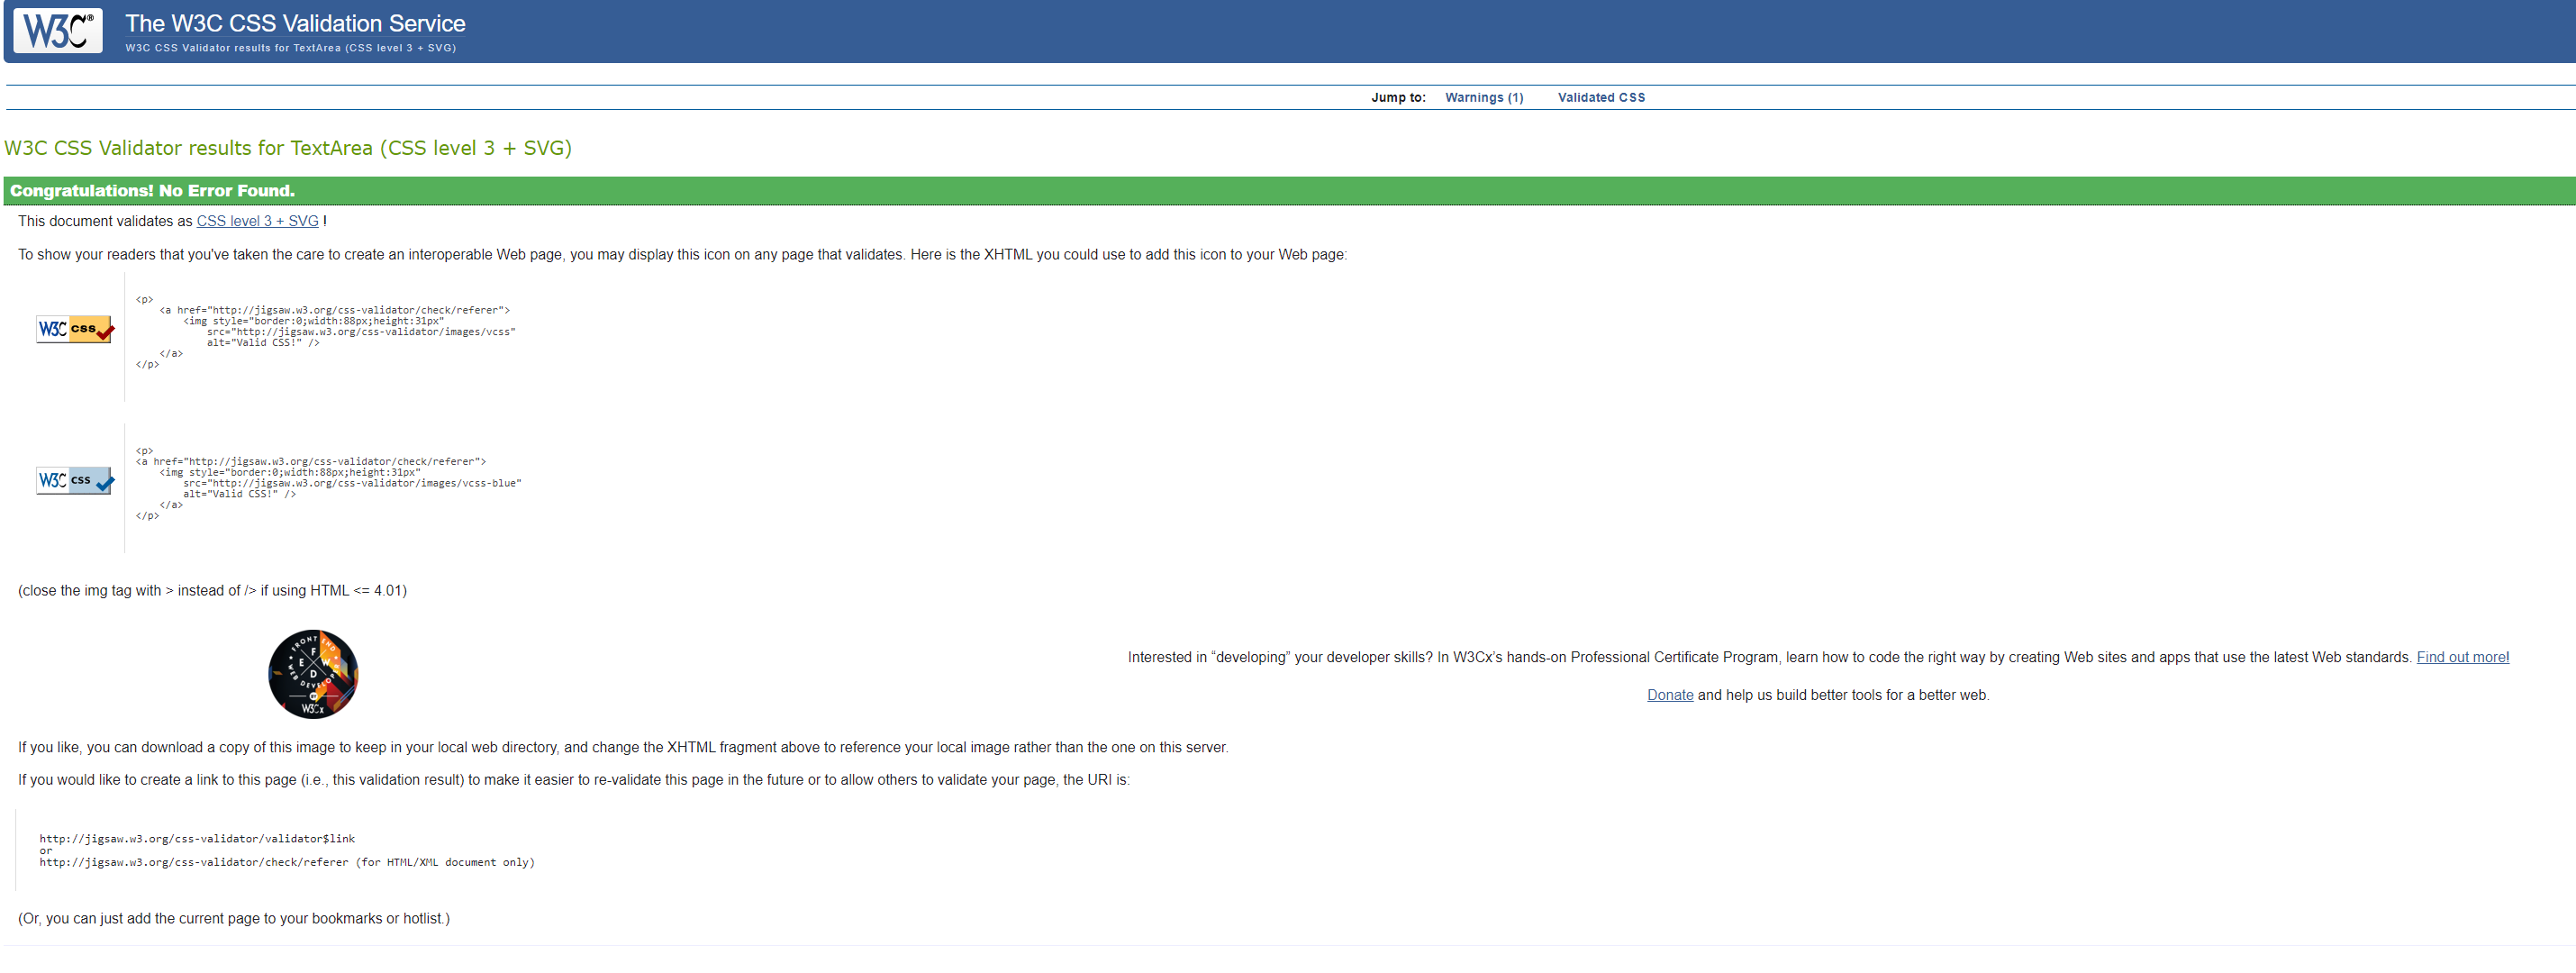 W3C®
The W3C CSS Validation Service
W3C CSS Validator results for TextArea (CSS level 3 + SVG)
Jump to: Warnings (1) Validated CSS
W3C CSS Validator results for TextArea (CSS level 3 + SVG)
Congratulations! No Error Found.
This document validates as CSS level 3 + SVG !
To show your readers that you've taken the care to create an interoperable Web page, you may display this icon on any page that validates. Here is the XHTML you could use to add this icon to your Web page:
W3C css
<p>
    <a href="http://jigsaw.w3.org/css-validator/check/referer">
        <img style="border:0;width:88px;height:31px"
            src="http://jigsaw.w3.org/css-validator/images/vcss"
            alt="Valid CSS!" />
    </a>
</p>
W3C css
<p>
<a href="http://jigsaw.w3.org/css-validator/check/referer">
    <img style="border:0;width:88px;height:31px"
        src="http://jigsaw.w3.org/css-validator/images/vcss-blue"
        alt="Valid CSS!" />
    </a>
</p>
(close the img tag with > instead of /> if using HTML <= 4.01)
FRONT END
WEB DEVELOPER
F
E W
D
W3Cx
Interested in “developing” your developer skills? In W3Cx’s hands-on Professional Certificate Program, learn how to code the right way by creating Web sites and apps that use the latest Web standards. Find out more!
Donate and help us build better tools for a better web.
If you like, you can download a copy of this image to keep in your local web directory, and change the XHTML fragment above to reference your local image rather than the one on this server.
If you would like to create a link to this page (i.e., this validation result) to make it easier to re-validate this page in the future or to allow others to validate your page, the URI is:
http://jigsaw.w3.org/css-validator/validator$link
or
http://jigsaw.w3.org/css-validator/check/referer (for HTML/XML document only)
(Or, you can just add the current page to your bookmarks or hotlist.)